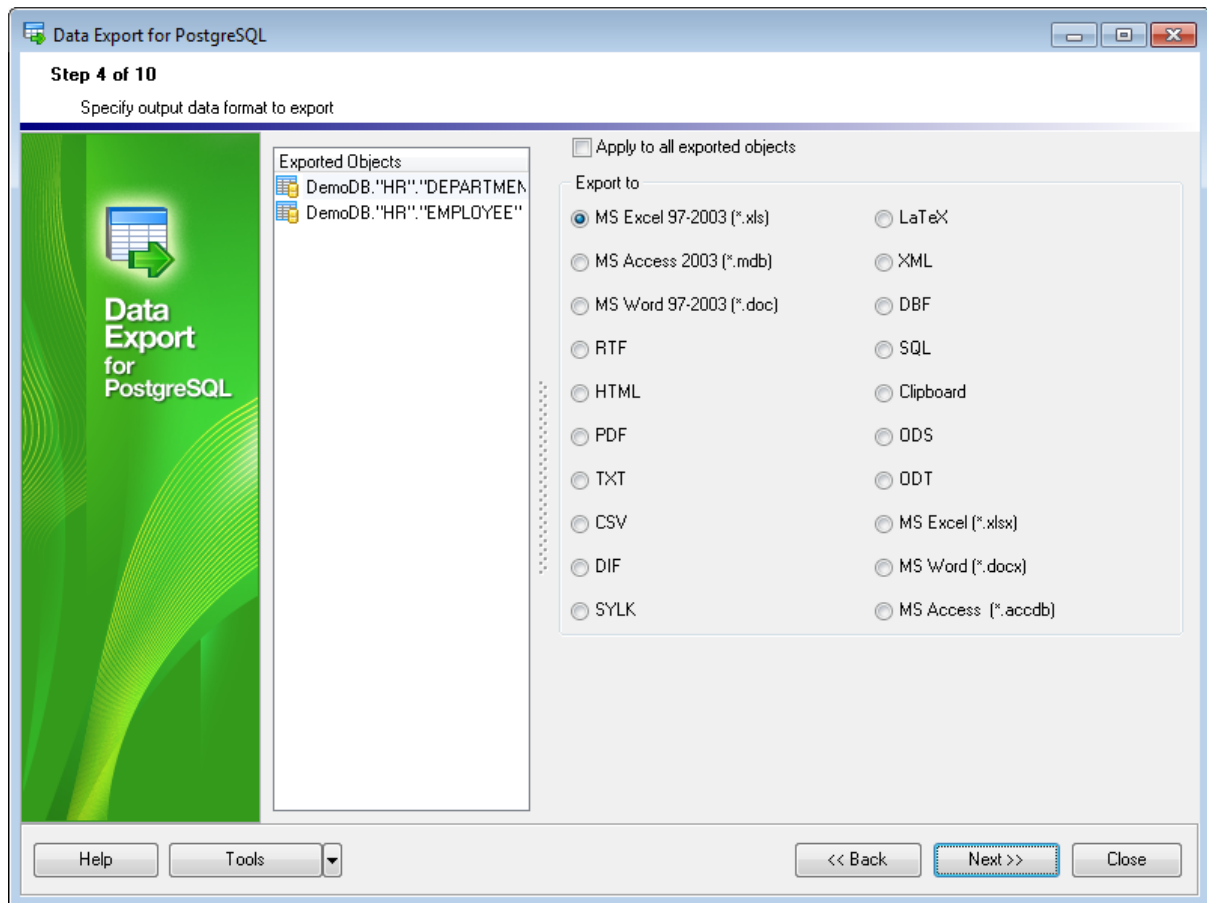 Data Export for PostgreSQL
Step 4 of 10
Specify output data format to export
Data
Export
for
PostgreSQL
Exported Objects
DemoDB."HR"."DEPARTMEN
DemoDB."HR"."EMPLOYEE"
Apply to all exported objects
Export to
MS Excel 97-2003 (*.xls)
MS Access 2003 (*.mdb)
MS Word 97-2003 (*.doc)
RTF
HTML
PDF
TXT
CSV
DIF
SYLK
LaTeX
XML
DBF
SQL
Clipboard
ODS
ODT
MS Excel (*.xlsx)
MS Word (*.docx)
MS Access (*.accdb)
Help
Tools
<< Back
Next >>
Close